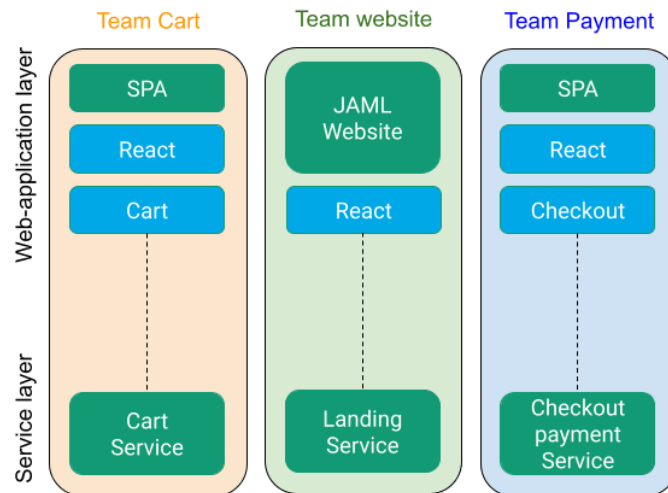 Team Cart
Team website
Team Payment
Web-application layer
SPA
React
Cart
JAML
Website
React
SPA
React
Checkout
Service layer
Cart
Service
Landing
Service
Checkout
payment
Service